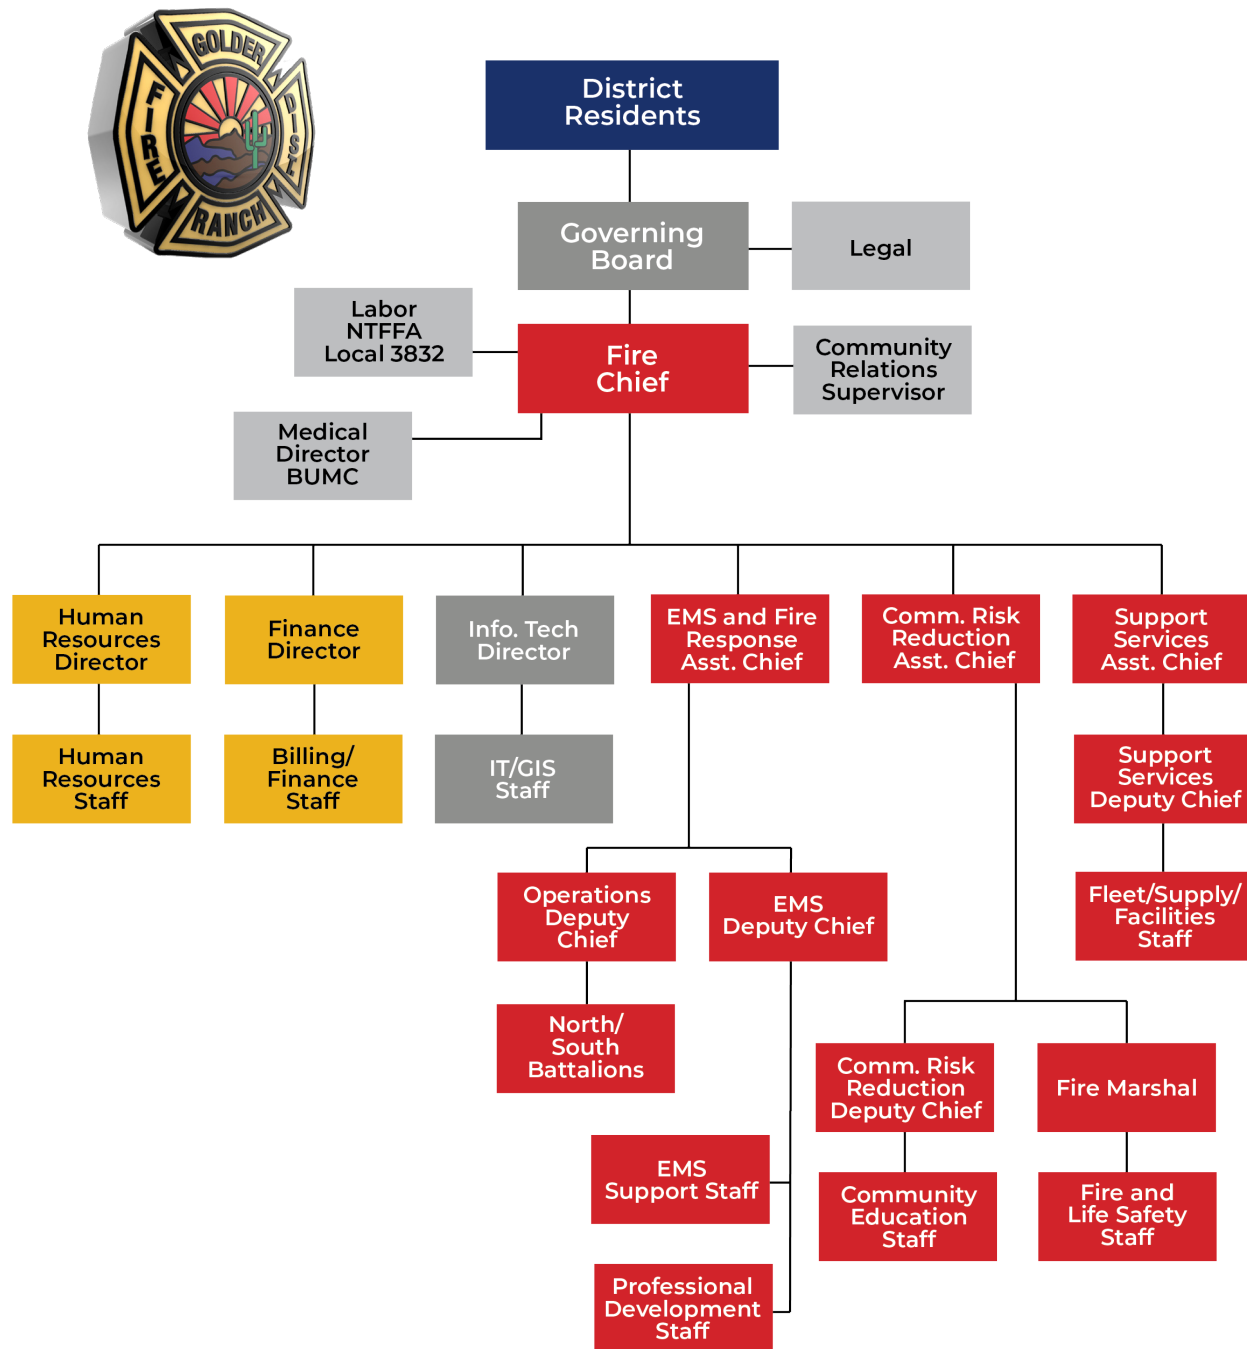 GOLDER
FIRE
DIST.
RANCH
District
Residents
Governing
Board
Legal
Labor
NTFFA
Local 3832
Fire
Chief
Community
Relations
Supervisor
Medical
Director
BUMC
Human
Resources
Director
Finance
Director
Info. Tech
Director
EMS and Fire
Response
Asst. Chief
Comm. Risk
Reduction
Asst. Chief
Support
Services
Asst. Chief
Human
Resources
Staff
Billing/
Finance
Staff
IT/GIS
Staff
Support
Services
Deputy Chief
Operations
Deputy
Chief
EMS
Deputy Chief
Fleet/Supply/
Facilities
Staff
North/
South
Battalions
Comm. Risk
Reduction
Deputy Chief
Fire Marshal
EMS
Support Staff
Community
Education
Staff
Fire and
Life Safety
Staff
Professional
Development
Staff